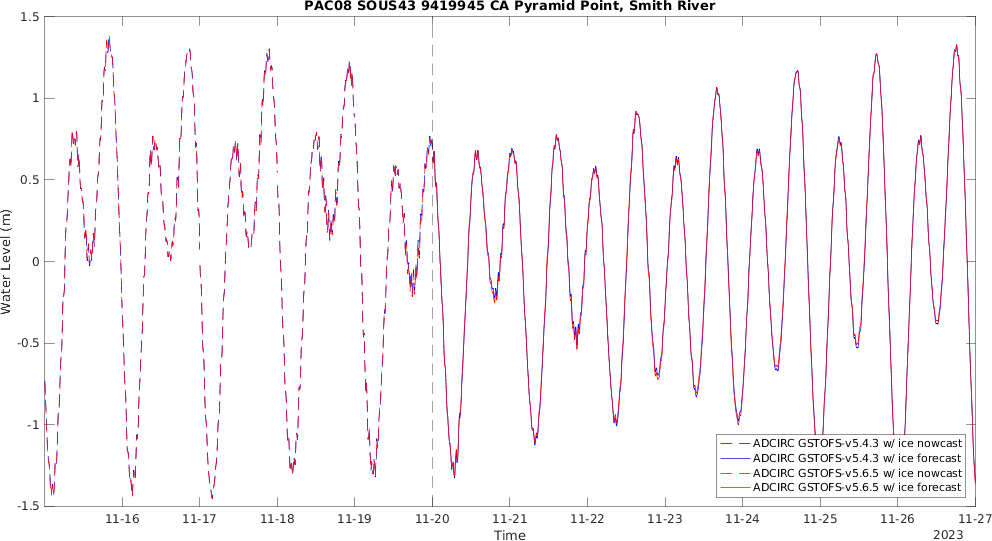 PAC08 SOUS43 9419945 CA Pyramid Point, Smith River
1.5
1
0.5
0
-0.5
-1
-1.5
Water Level (m)
11-16
11-17
11-18
11-19
11-20
11-21
11-22
11-23
11-24
11-25
11-26
11-27
Time
2023
ADCIRC GSTOFS-v5.4.3 w/ ice nowcast
ADCIRC GSTOFS-v5.4.3 w/ ice forecast
ADCIRC GSTOFS-v5.6.5 w/ ice nowcast
ADCIRC GSTOFS-v5.6.5 w/ ice forecast